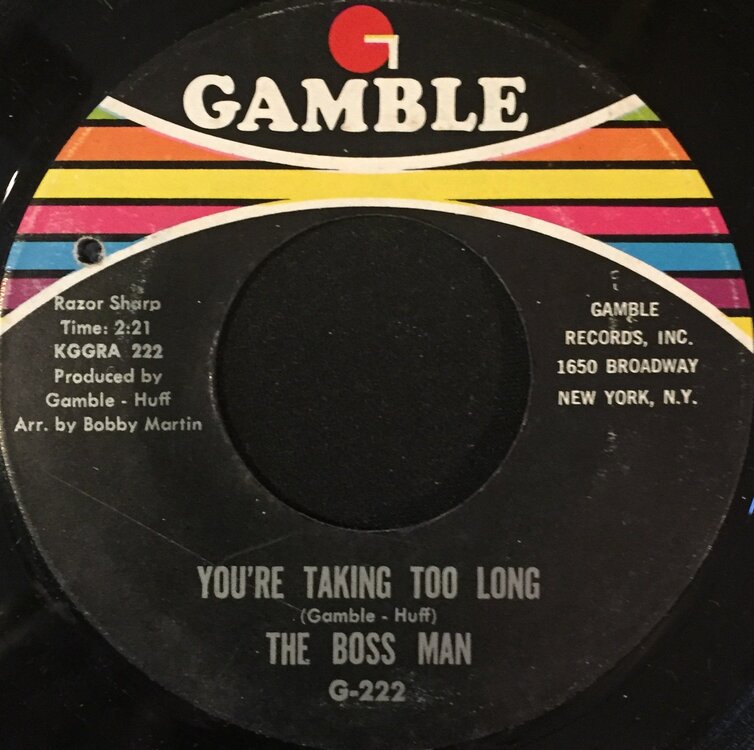 G
GAMBLE
Razor Sharp
Time: 2:21
KGGRA 222
Produced by
Gamble - Huff
Arr. by Bobby Martin
GAMBLE
RECORDS, INC.
1650 BROADWAY
NEW YORK, N.Y.
YOU'RE TAKING TOO LONG
(Gamble - Huff)
THE BOSS MAN
G-222